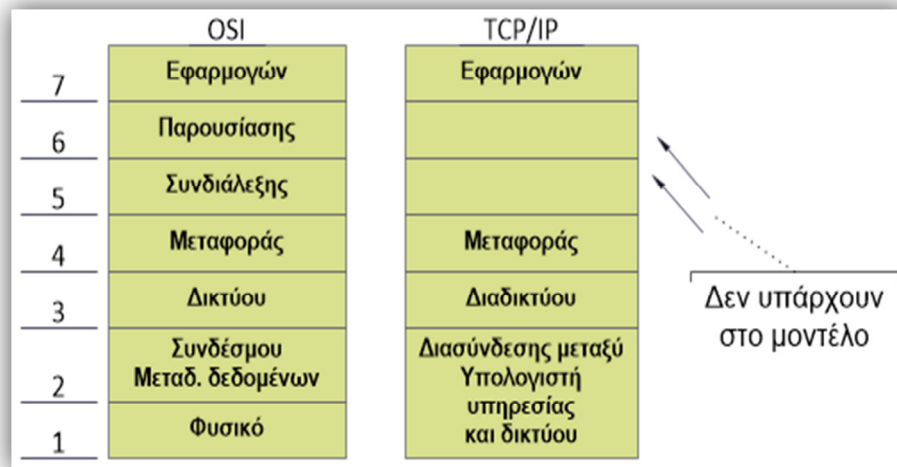 OSI TCP/IP
7 Εφαρμογών Εφαρμογών
6 Παρουσίασης
5 Συνδιάλεξης
4 Μεταφοράς Μεταφοράς
3 Δικτύου Διαδικτύου
Δεν υπάρχουν
στο μοντέλο
2 Συνδέσμου
Μεταδ. δεδομένων
1 Φυσικό
Διασύνδεσης μεταξύ
Υπολογιστή
υπηρεσίας
και δικτύου